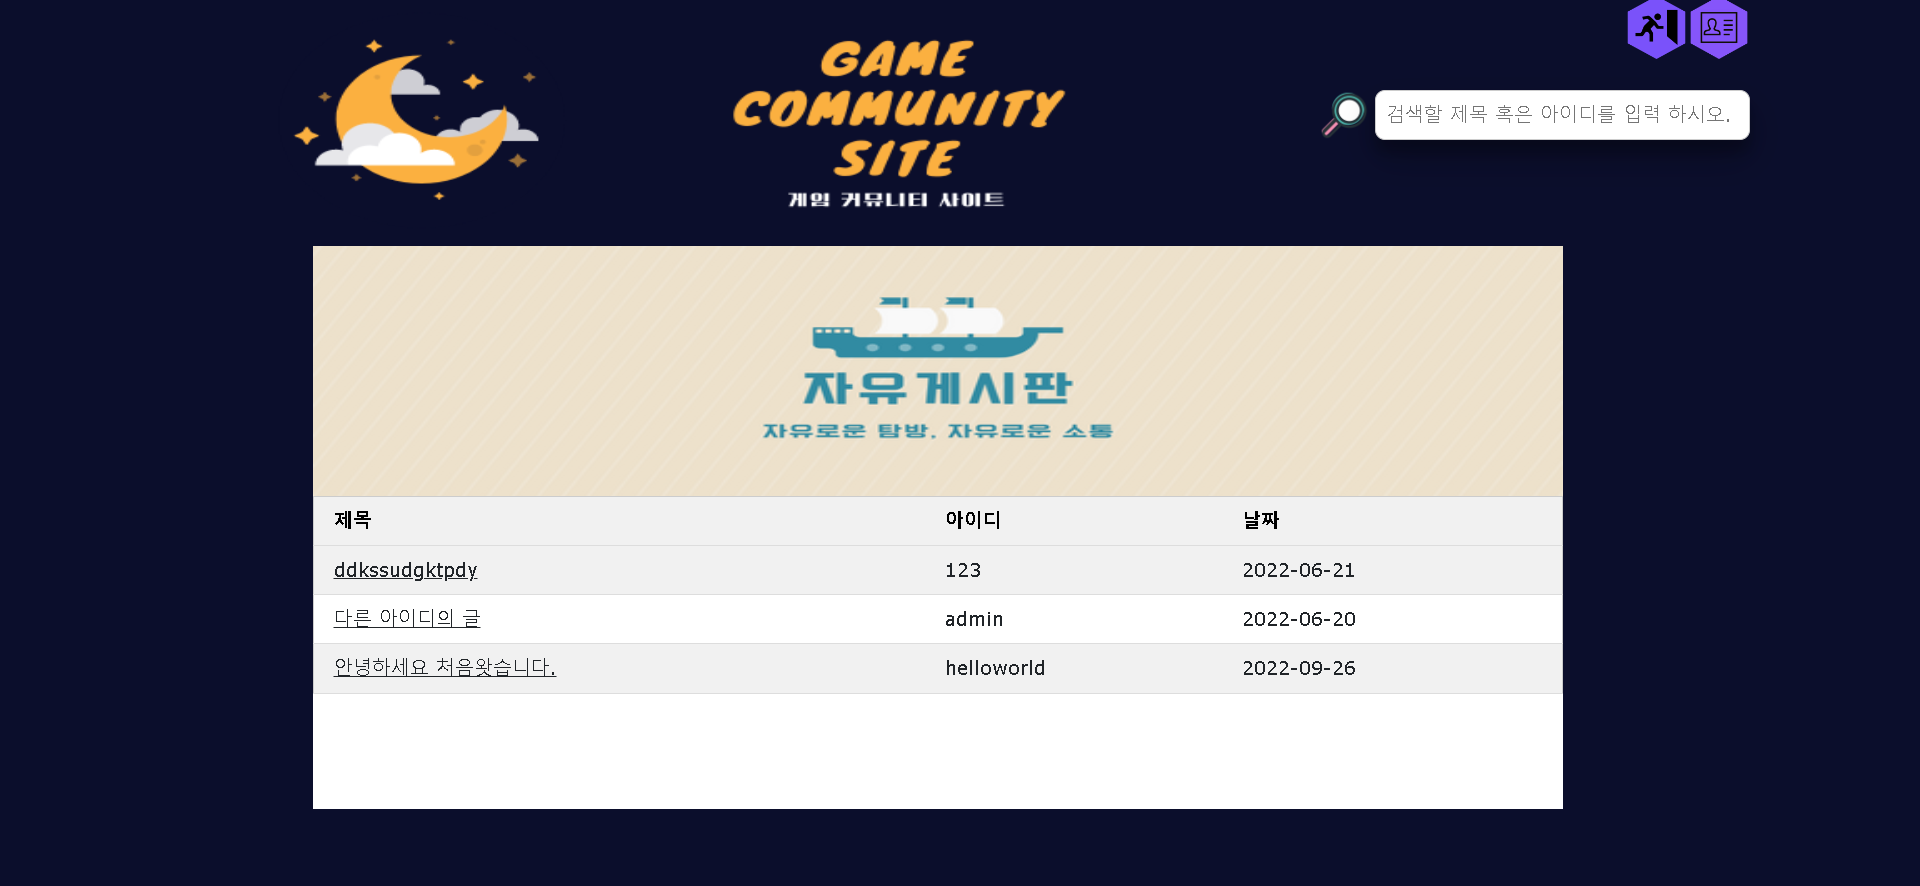 GAME
COMMUNITY
SITE
게임 커뮤니티 사이트
검색할 제목 혹은 아이디를 입력 하시오.
자유게시판
자유로운 탐방, 자유로운 소통
제목 아이디 날짜
ddkssudgktpdy 123 2022-06-21
다른 아이디의 글 admin 2022-06-20
안녕하세요 처음왓습니다. helloworld 2022-09-26